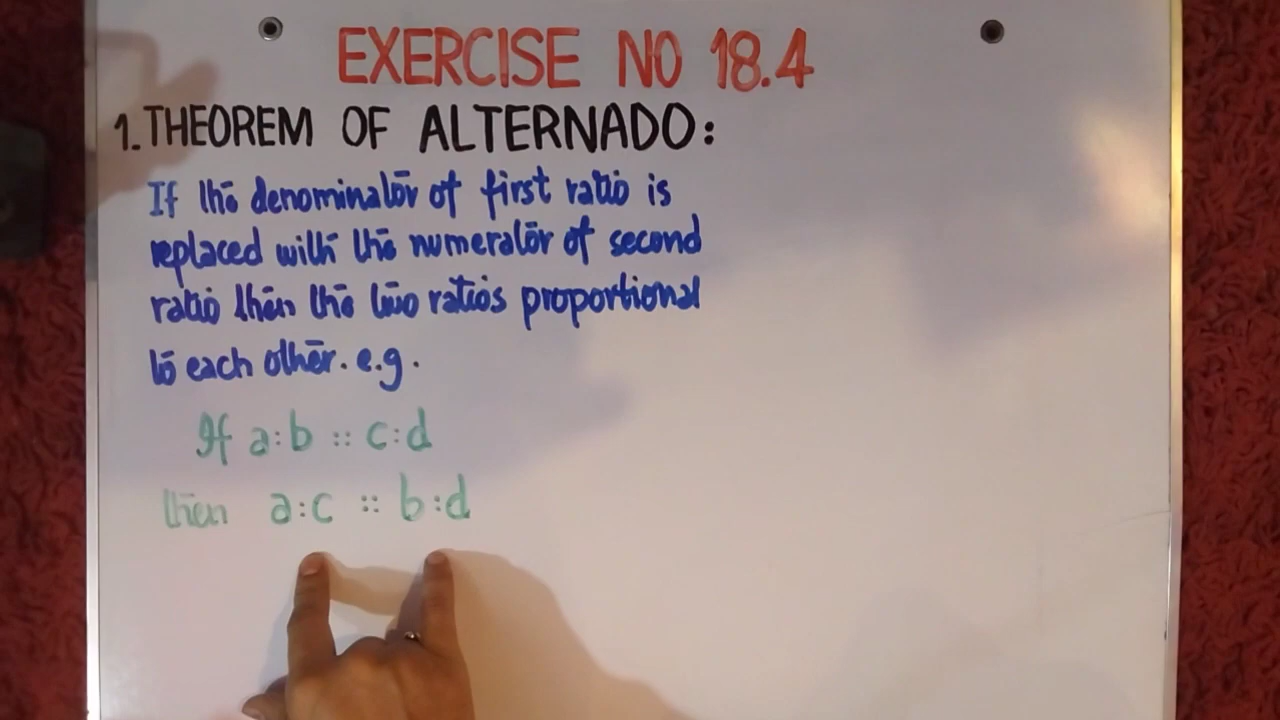 EXERCISE NO 18.4
1. THEOREM OF ALTERNADO:
If the denominator of first ratio is
replaced with the numerator of second
ratio then the two ratios proportional
to each other. e.g.
If a:b :: c:d
then a:c :: b:d